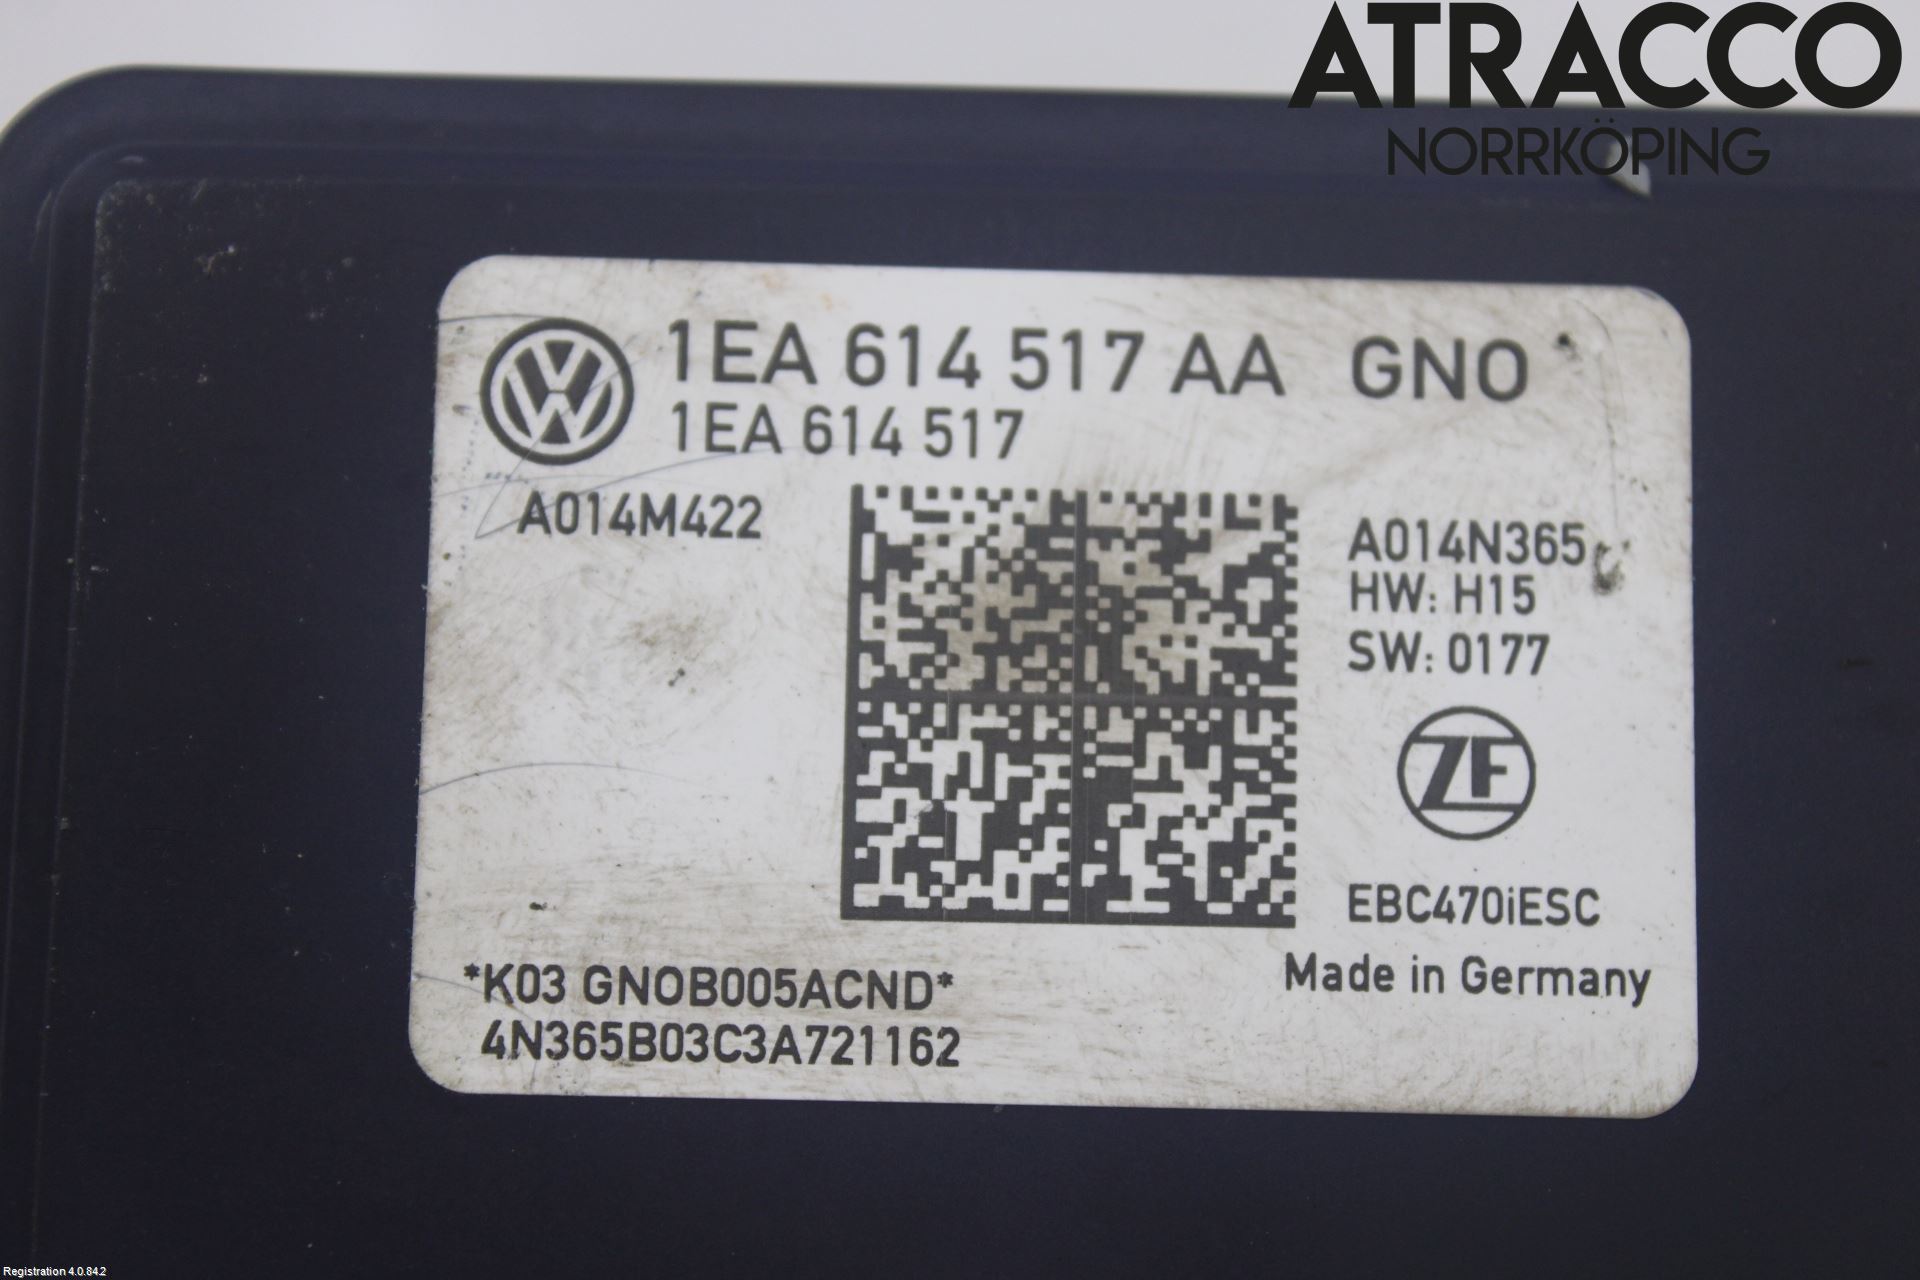 ATRACCO
NORRKÖPING
1EA 614 517 AA GNO
1EA 614 517
A014M422
A014N365
HW: H15
SW: 0177
ZF
EBC470iESC
Made in Germany
*K03 GNOB005ACND*
4N365B03C3A721162
Registration 4.0.84.2